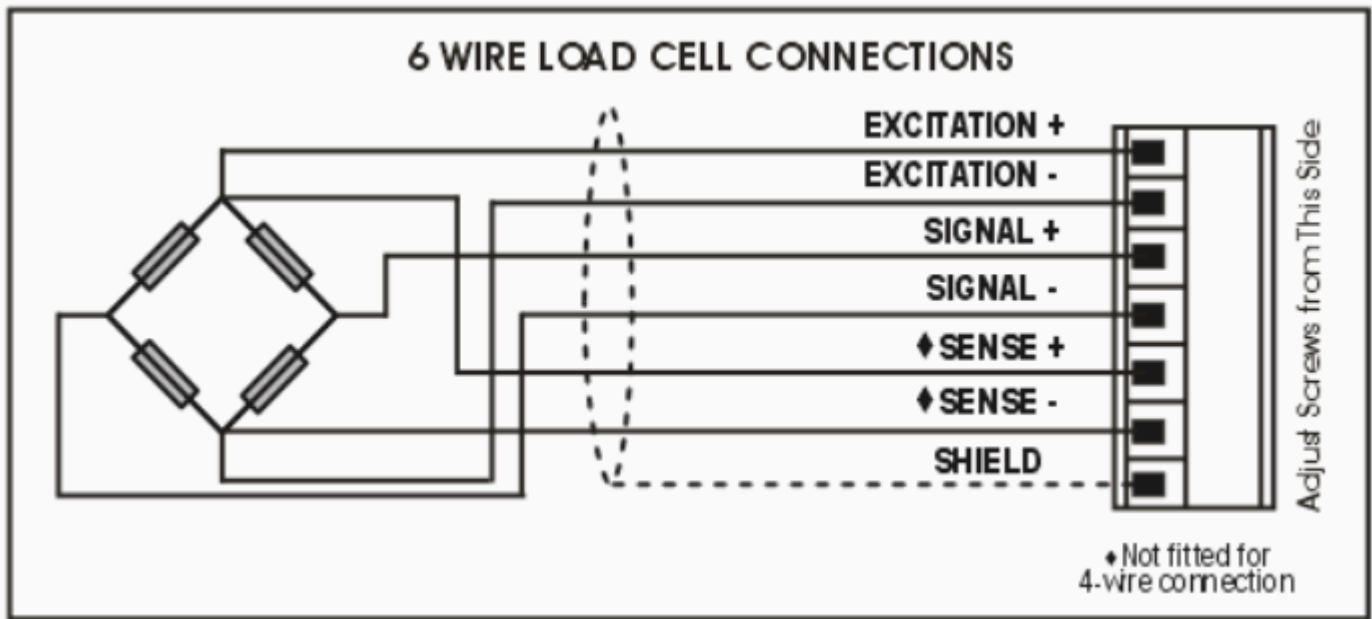 6 WIRE LOAD CELL CONNECTIONS
EXCITATION +
EXCITATION -
SIGNAL +
SIGNAL -
♦SENSE +
♦SENSE -
SHIELD
Adjust Screws from This Side
♦Not fitted for
4-wire connection